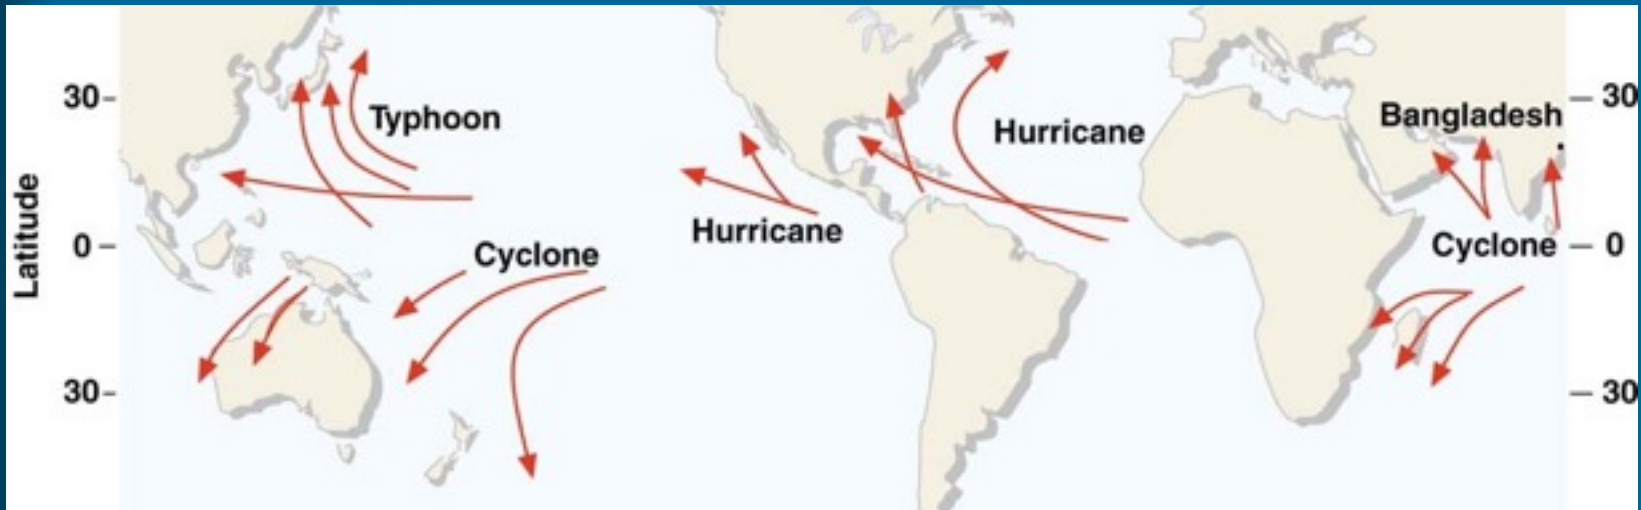 Latitude
30
0
30
Typhoon
Cyclone
Hurricane
Hurricane
Bangladesh
Cyclone
30
0
30